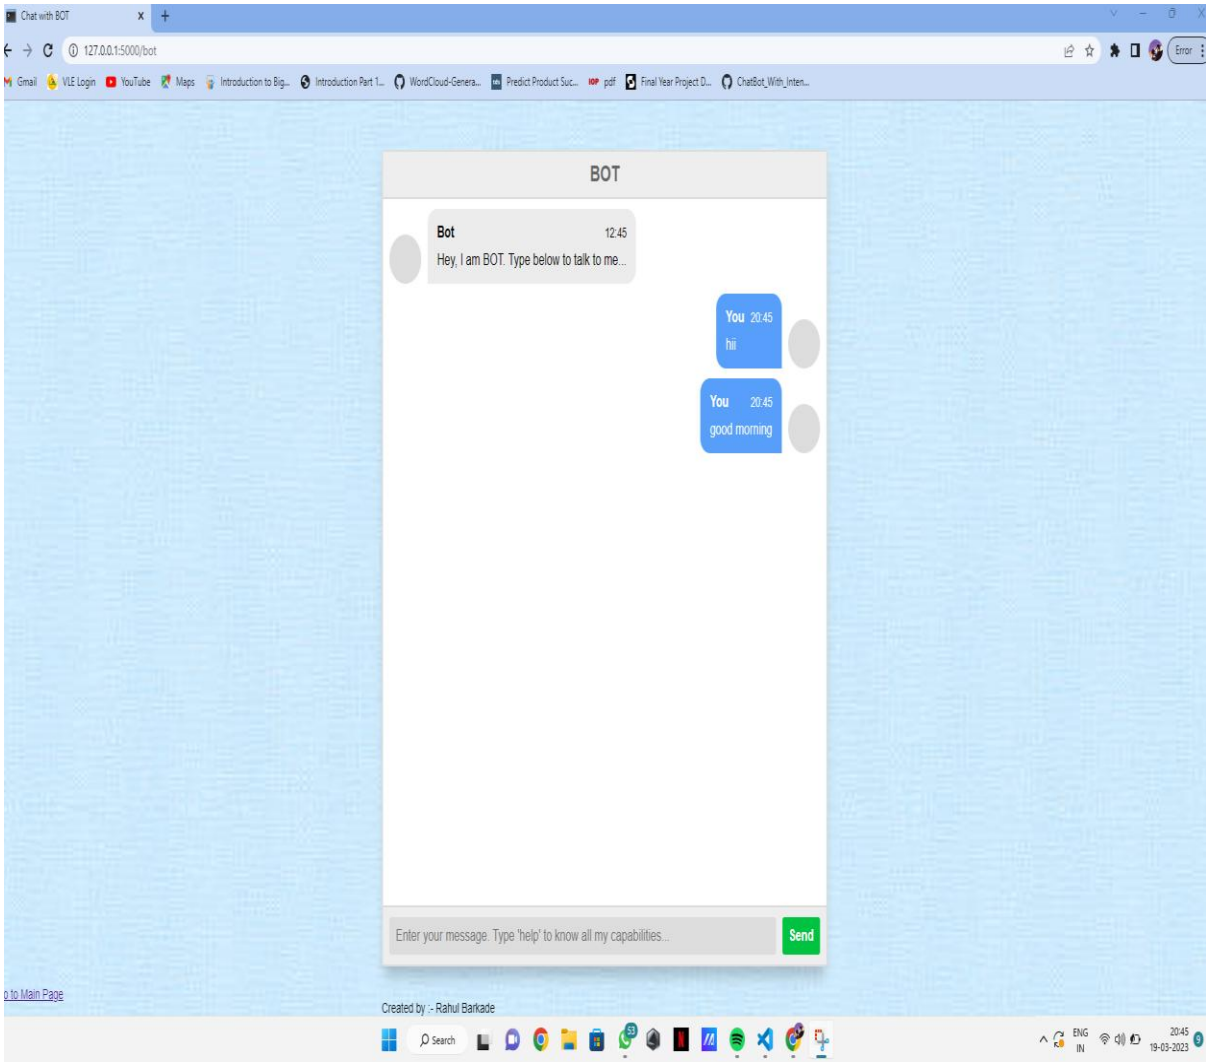 Chat with BOT
127.0.0.1:5000/bot
Error
Gmail VLE Login YouTube Maps Introduction to Big... Introduction Part 1... WordCloud-Genera... Predict Product Suc... IOP pdf Final Year Project D... ChatBot_With_Inten...
BOT
Bot 12:45
Hey, I am BOT. Type below to talk to me...
You 20:45
hii
You 20:45
good morning
Enter your message. Type 'help' to know all my capabilities...
Send
o to Main Page
Created by :- Rahul Barkade
Search
53
ENG
IN
20:45
19-03-2023
9